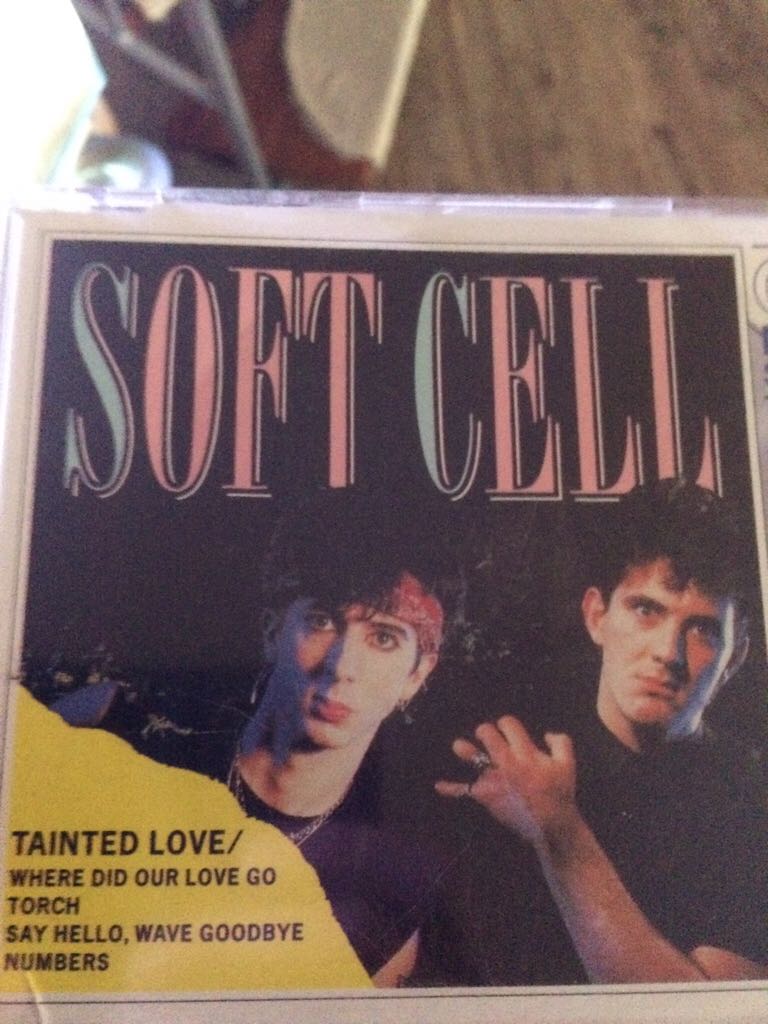 SOFT CELL
TAINTED LOVE/
WHERE DID OUR LOVE GO
TORCH
SAY HELLO, WAVE GOODBYE
NUMBERS